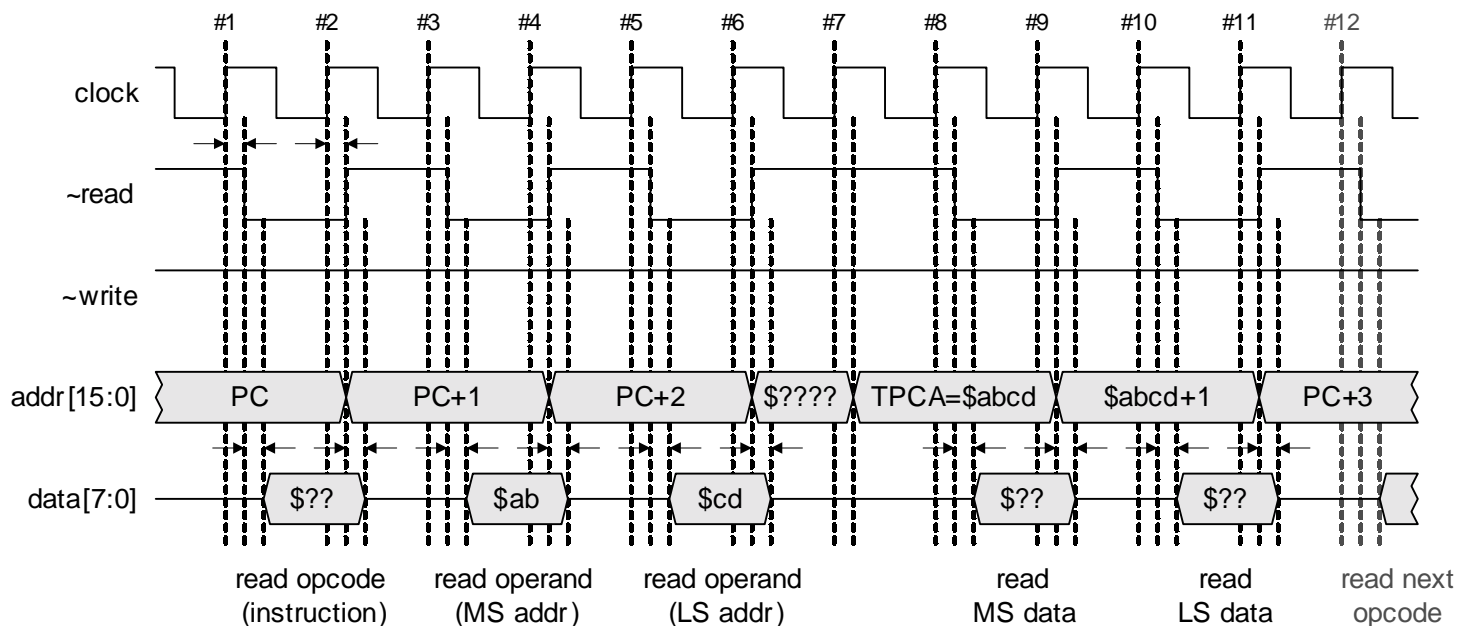 #1 #2 #3 #4 #5 #6 #7 #8 #9 #10 #11 #12
clock
~read
~write
addr[15:0] PC PC+1 PC+2 $???? TPCA=$abcd $abcd+1 PC+3
data[7:0] $?? $ab $cd $?? $??
read opcode read operand read operand read read read next
(instruction) (MS addr) (LS addr) MS data LS data opcode